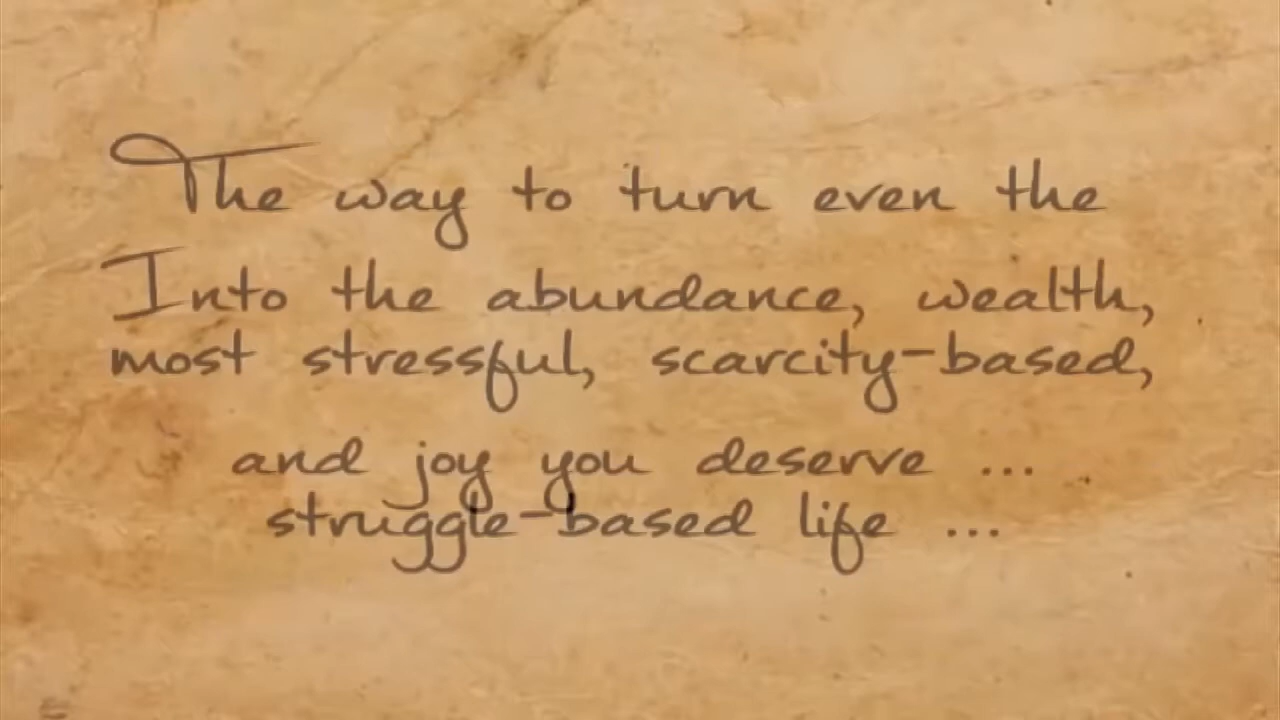 The way to turn even the
Into the abundance, wealth,
most stressful, scarcity-based,
and joy you deserve ...
struggle-based life ...